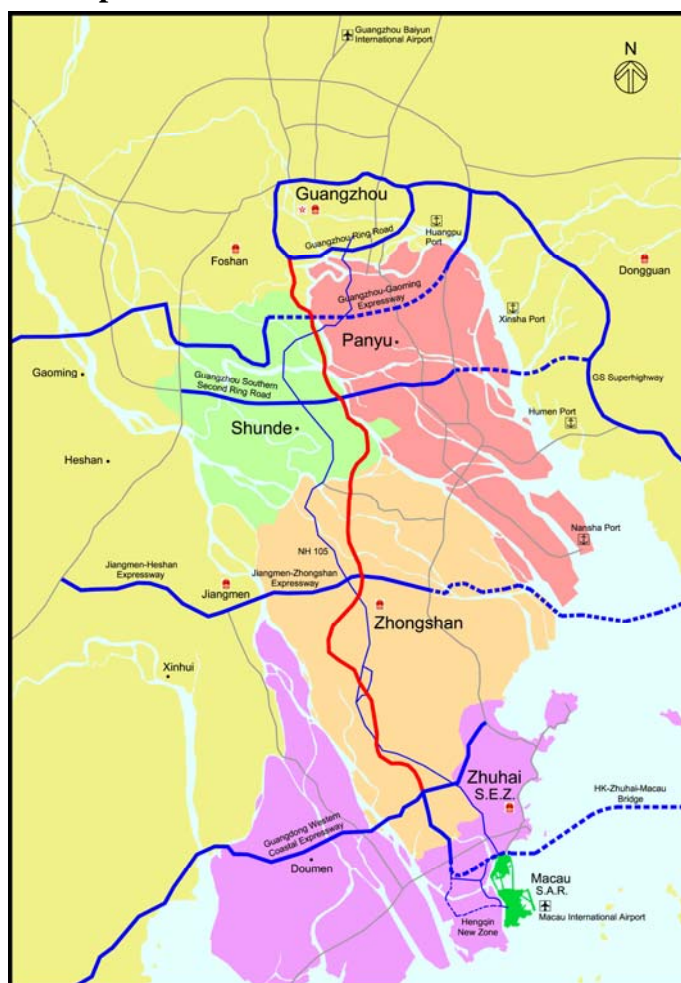 Guangzhou Baiyun
International Airport
N
Guangzhou
Guangzhou Ring Road
Huangpu
Port
Foshan
Dongguan
Guangzhou-Gaoming
Expressway
Xinsha Port
Panyu
Gaoming
Guangzhou Southern
Second Ring Road
GS Superhighway
Humen Port
Shunde
Heshan
Nansha Port
NH 105
Jiangmen-Heshan
Expressway
Jiangmen-Zhongshan
Expressway
Jiangmen
Zhongshan
Xinhui
Zhuhai
S.E.Z.
HK-Zhuhai-Macau
Bridge
Guangdong Western
Coastal Expressway
Doumen
Macau
S.A.R.
Macau International Airport
Hengqin
New Zone